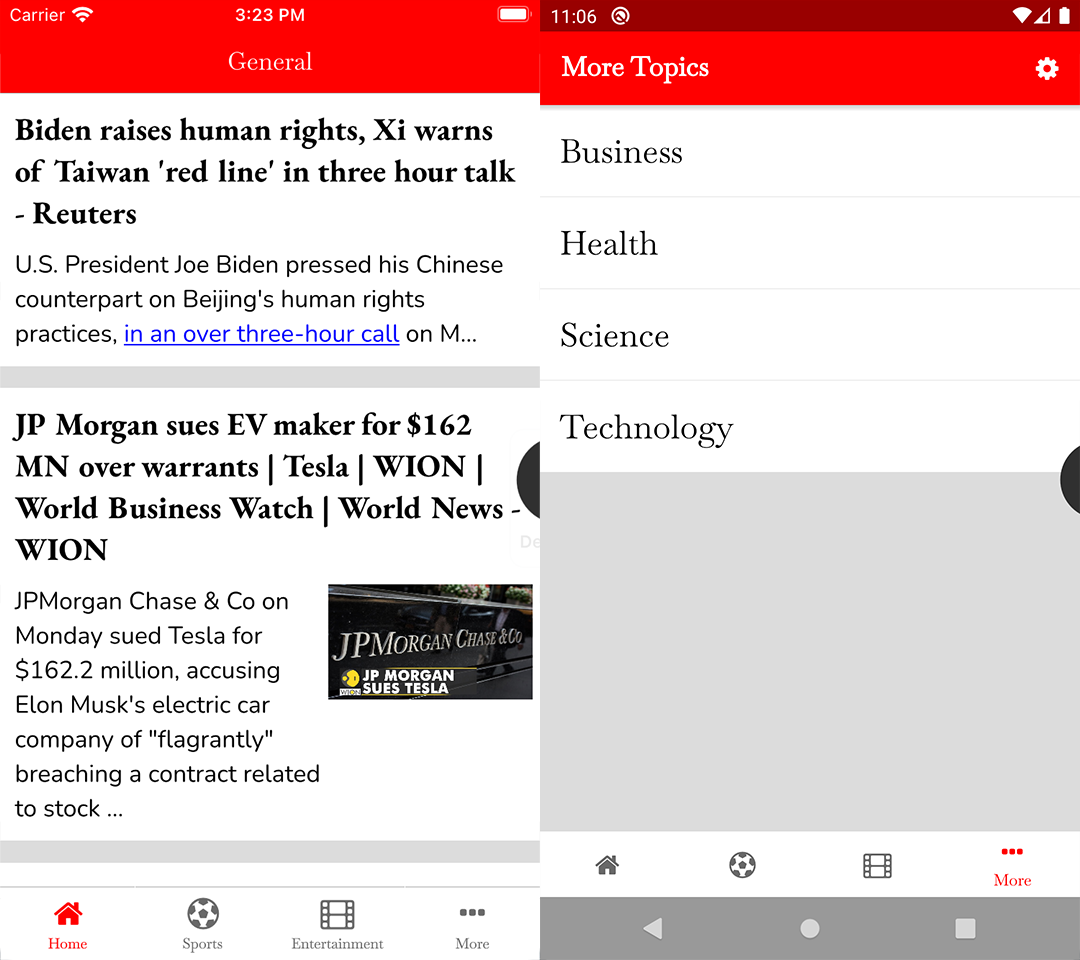 Carrier
3:23 PM
General
Biden raises human rights, Xi warns
of Taiwan 'red line' in three hour talk
- Reuters
U.S. President Joe Biden pressed his Chinese
counterpart on Beijing's human rights
practices, in an over three-hour call on M...
JP Morgan sues EV maker for $162
MN over warrants | Tesla | WION |
World Business Watch | World News -
WION
De
JPMorgan Chase & Co on
Monday sued Tesla for
$162.2 million, accusing
Elon Musk's electric car
company of "flagrantly"
breaching a contract related
to stock ...
JPMORGAN CHASE & CO
JP MORGAN
SUES TESLA
WION
Home
Sports
Entertainment
More
11:06
More Topics
Business
Health
Science
Technology
More